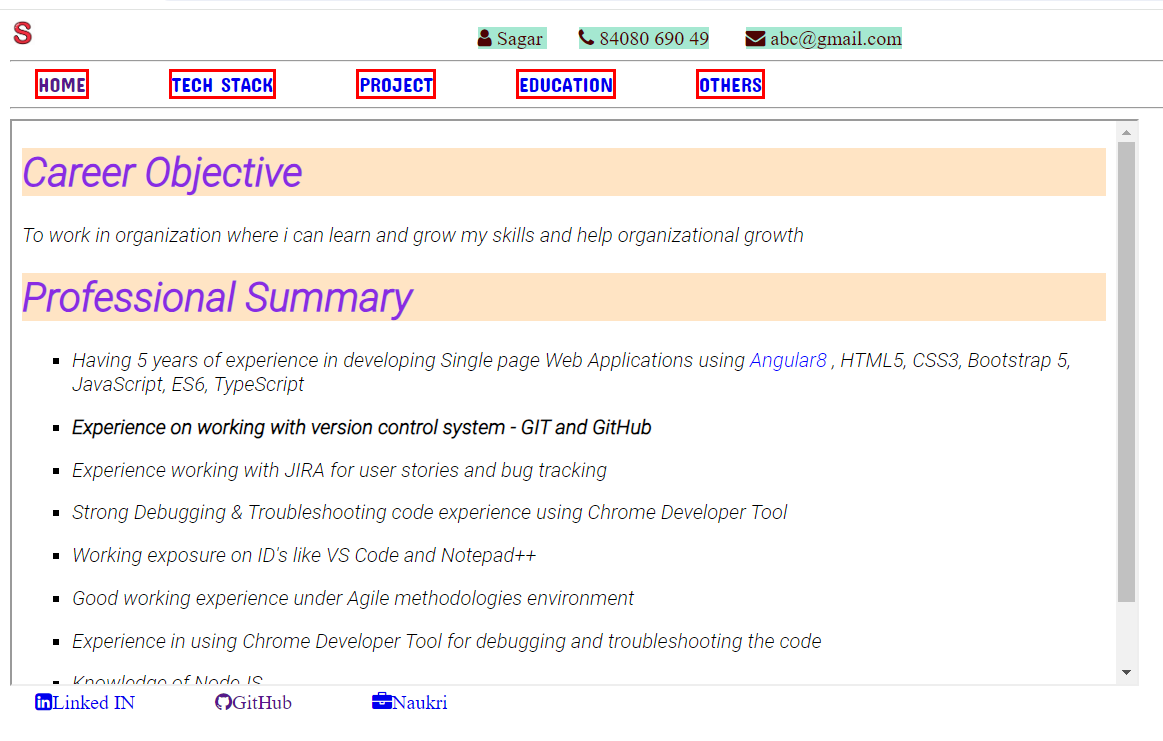 S
Sagar 84080 690 49 abc@gmail.com
HOME TECH STACK PROJECT EDUCATION OTHERS
Career Objective
To work in organization where i can learn and grow my skills and help organizational growth
Professional Summary
Having 5 years of experience in developing Single page Web Applications using Angular8 , HTML5, CSS3, Bootstrap 5,
JavaScript, ES6, TypeScript
Experience on working with version control system - GIT and GitHub
Experience working with JIRA for user stories and bug tracking
Strong Debugging & Troubleshooting code experience using Chrome Developer Tool
Working exposure on ID's like VS Code and Notepad++
Good working experience under Agile methodologies environment
Experience in using Chrome Developer Tool for debugging and troubleshooting the code
Knowledge of Node JS
Linked IN GitHub Naukri